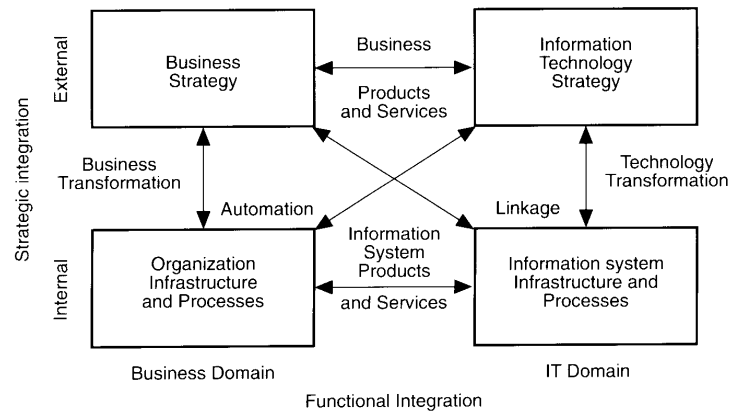 Business
Strategy
Business
Products
and Services
Information
Technology
Strategy
External
Strategic integration
Business
Transformation
Technology
Transformation
Automation
Linkage
Internal
Organization
Infrastructure
and Processes
Information
System
Products
and Services
Information system
Infrastructure and
Processes
Business Domain
IT Domain
Functional Integration